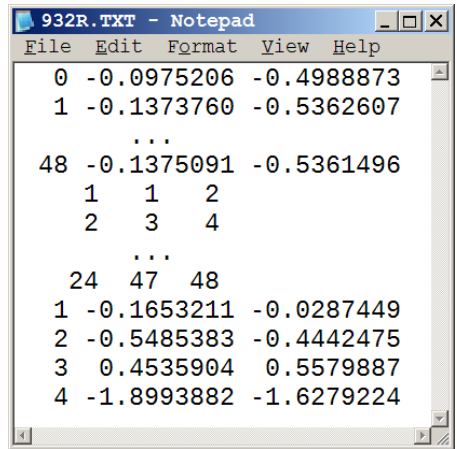 932R.TXT - Notepad
File Edit Format View Help
0 -0.0975206 -0.4988873
1 -0.1373760 -0.5362607
...
48 -0.1375091 -0.5361496
1 1 2
2 3 4
...
24 47 48
1 -0.1653211 -0.0287449
2 -0.5485383 -0.4442475
3 0.4535904 0.5579887
4 -1.8993882 -1.6279224